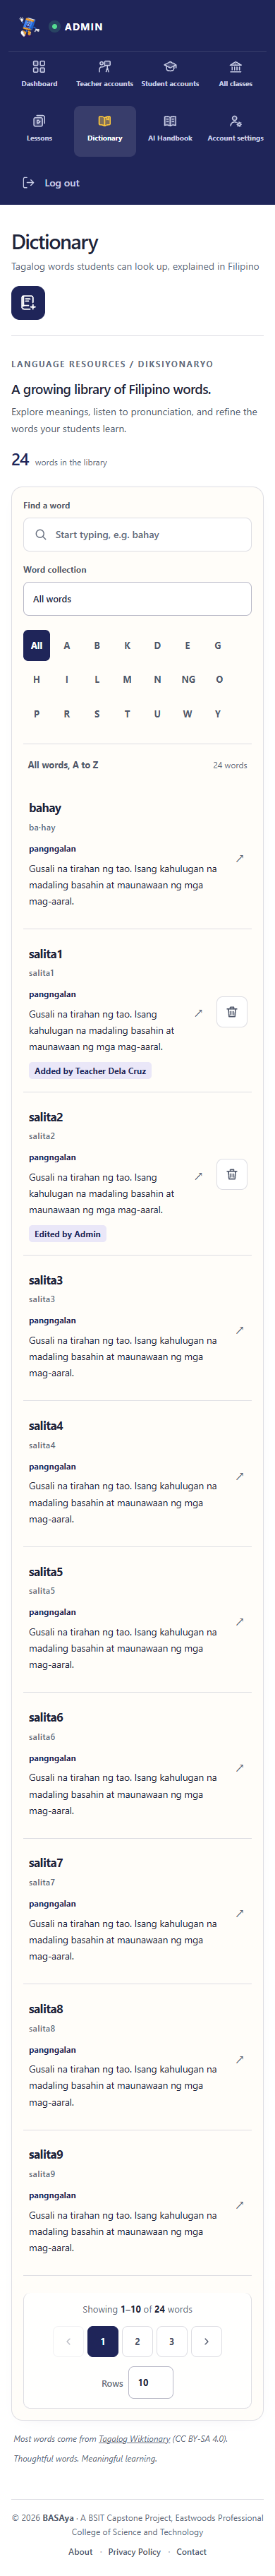 ADMIN
Dashboard
Teacher accounts
Student accounts
All classes
Lessons
Dictionary
AI Handbook
Account settings
Log out
Dictionary
Tagalog words students can look up, explained in Filipino
LANGUAGE RESOURCES / DIKSIYONARYO
A growing library of Filipino words.
Explore meanings, listen to pronunciation, and refine the
words your students learn.
24 words in the library
Find a word
Start typing, e.g. bahay
Word collection
All words
All A B K D E G
H I L M N NG O
P R S T U W Y
All words, A to Z
24 words
bahay
ba-hay
pangngalan
Gusali na tirahan ng tao. Isang kahulugan na
madaling basahin at maunawaan ng mga
mag-aaral.
salita1
salita1
pangngalan
Gusali na tirahan ng tao. Isang
kahulugan na madaling basahin at
maunawaan ng mga mag-aaral.
Added by Teacher Dela Cruz
salita2
salita2
pangngalan
Gusali na tirahan ng tao. Isang
kahulugan na madaling basahin at
maunawaan ng mga mag-aaral.
Edited by Admin
salita3
salita3
pangngalan
Gusali na tirahan ng tao. Isang kahulugan na
madaling basahin at maunawaan ng mga
mag-aaral.
salita4
salita4
pangngalan
Gusali na tirahan ng tao. Isang kahulugan na
madaling basahin at maunawaan ng mga
mag-aaral.
salita5
salita5
pangngalan
Gusali na tirahan ng tao. Isang kahulugan na
madaling basahin at maunawaan ng mga
mag-aaral.
salita6
salita6
pangngalan
Gusali na tirahan ng tao. Isang kahulugan na
madaling basahin at maunawaan ng mga
mag-aaral.
salita7
salita7
pangngalan
Gusali na tirahan ng tao. Isang kahulugan na
madaling basahin at maunawaan ng mga
mag-aaral.
salita8
salita8
pangngalan
Gusali na tirahan ng tao. Isang kahulugan na
madaling basahin at maunawaan ng mga
mag-aaral.
salita9
salita9
pangngalan
Gusali na tirahan ng tao. Isang kahulugan na
madaling basahin at maunawaan ng mga
mag-aaral.
Showing 1–10 of 24 words
1 2 3
Rows 10
Most words come from Tagalog Wiktionary (CC BY-SA 4.0).
Thoughtful words. Meaningful learning.
© 2026 BASAya · A BSIT Capstone Project, Eastwoods Professional
College of Science and Technology
About · Privacy Policy · Contact